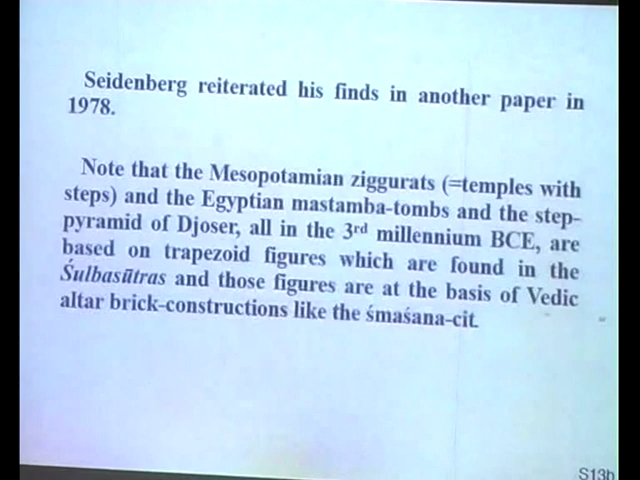 Seidenberg reiterated his finds in another paper in
1978.
Note that the Mesopotamian ziggurats (=temples with
steps) and the Egyptian mastamba-tombs and the step-
pyramid of Djoser, all in the 3rd millennium BCE, are
based on trapezoid figures which are found in the
Śulbasūtras and those figures are at the basis of Vedic
altar brick-constructions like the śmaśana-cit.
S13b